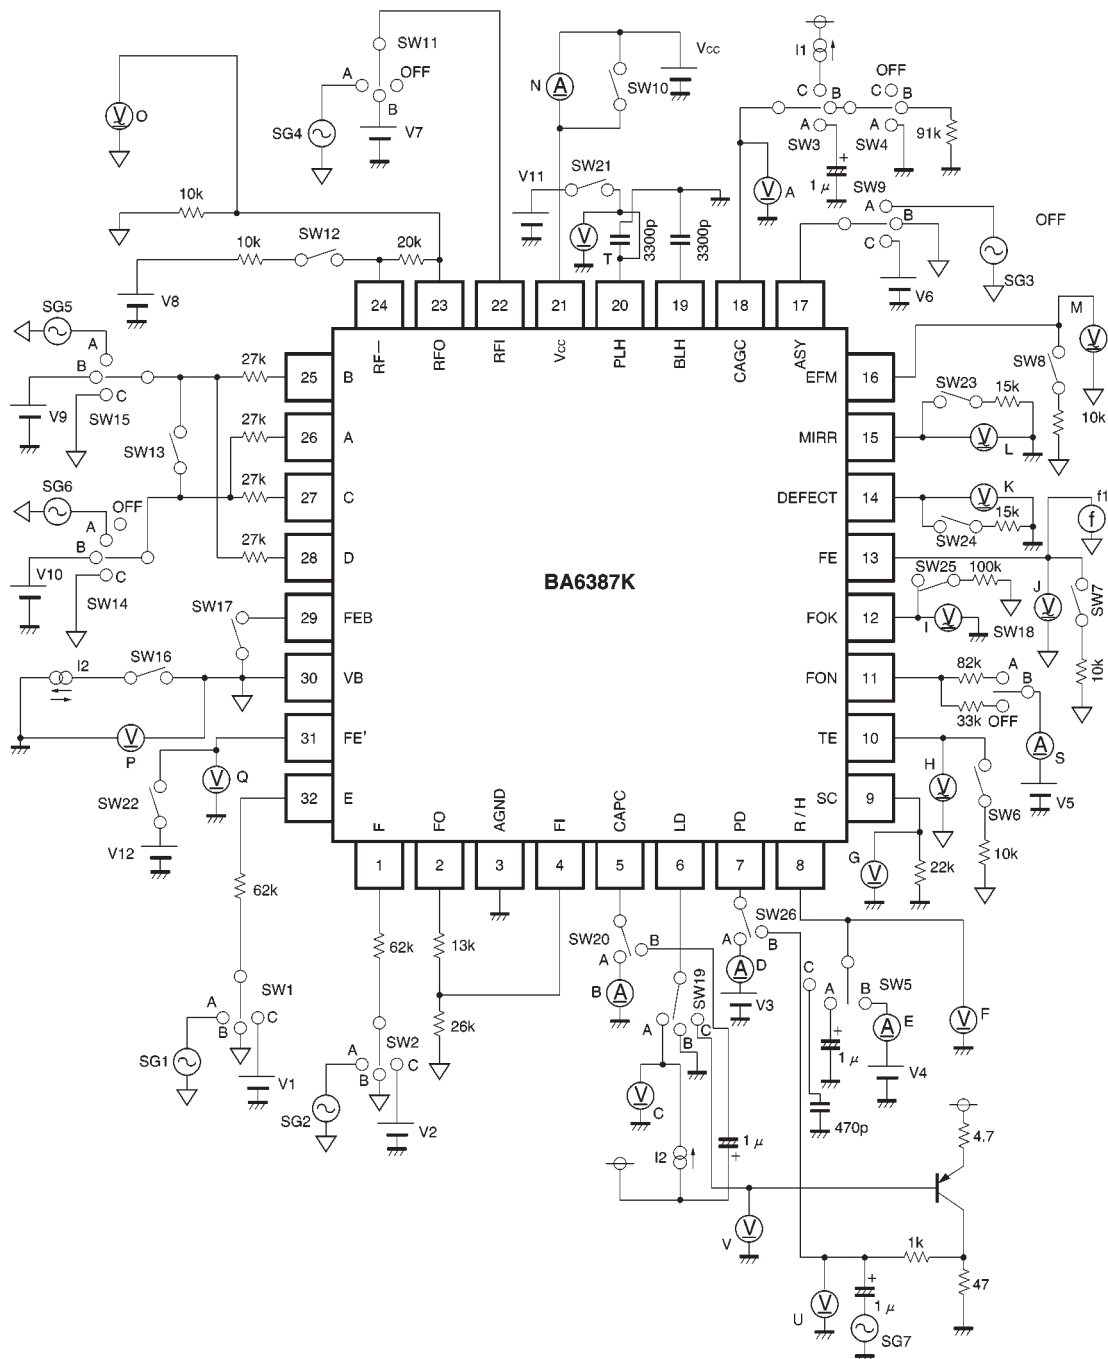 SW11
A
OFF
B
SG4
V7
V O
N A
SW10
Vcc
I1
OFF
C B
C B
A
A
SW3
SW4
91k
+
1 μ
SW9
A
B
C
OFF
SG3
V6
V A
V11
SW21
V
T
3300p
3300p
10k
10k
SW12
20k
V8
24
23
22
21
20
19
18
17
RF−
RFO
RFI
Vcc
PLH
BLH
CAGC
ASY
SG5
A
B
C
V9
SW15
SW13
SG6
OFF
A
B
C
V10
SW14
27k
25
B
27k
26
A
27k
27
C
27k
28
D
SW17
29
FEB
I2
SW16
30
VB
V
P
31
FE'
SW22
V Q
V12
32
E
BA6387K
EFM
16
MIRR
15
DEFECT
14
FE
13
FOK
12
FON
11
TE
10
SC
9
M
V
SW8
10k
SW23
15k
V
L
V
K
15k
SW24
f1
f
SW25
100k
I
V
SW18
J
V
SW7
10k
82k
A
B
33k
OFF
A S
V5
H
V
SW6
10k
G
V
22k
F
FO
AGND
FI
CAPC
LD
PD
R / H
1
2
3
4
5
6
7
8
62k
SW1
A
B
C
SG1
V1
62k
SW2
A
B
C
SG2
V2
13k
26k
SW20
A
B
B A
SW19
A
B
C
V
C
I2
1 μ
+
SW26
A
B
A D
V3
C
A
B
SW5
+
1 μ
A E
V4
470p
V F
4.7
V
V
1k
47
+
1 μ
U
V
SG7